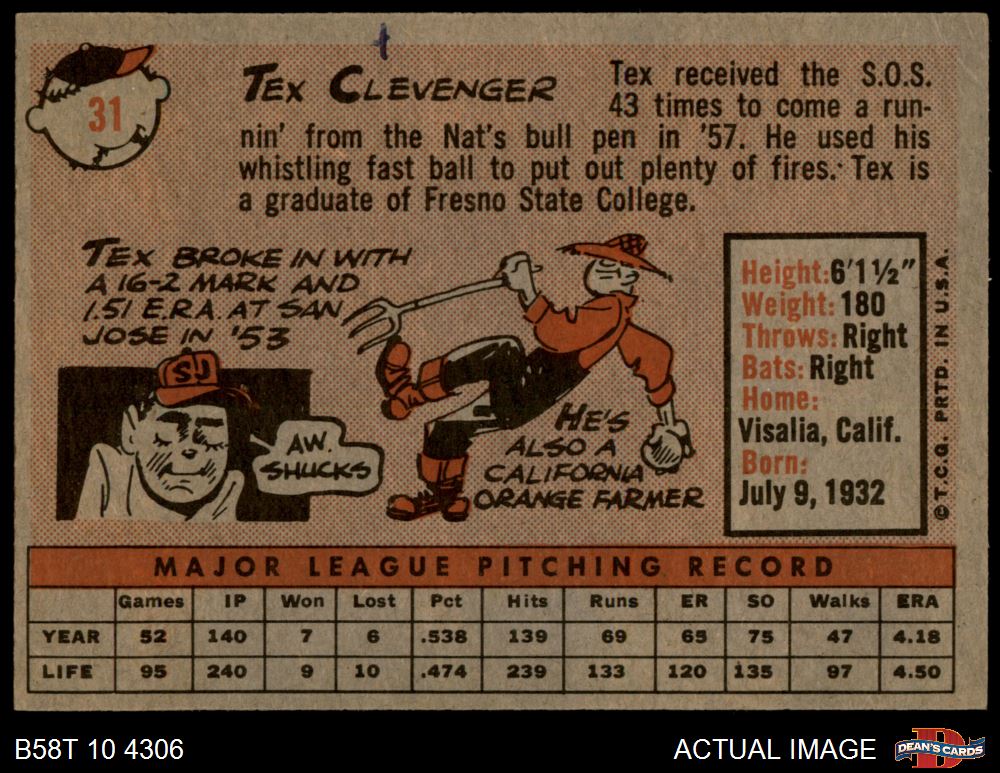 31
TEX CLEVENGER
Tex received the S.O.S.
43 times to come a run-
nin' from the Nat's bull pen in '57. He used his
whistling fast ball to put out plenty of fires. Tex is
a graduate of Fresno State College.
TEX BROKE IN WITH
A 16-2 MARK AND
1.51 E.R.A. AT SAN
JOSE IN '53
SJ
AW.
SHUCKS
HE'S
ALSO A
CALIFORNIA
ORANGE FARMER
Height: 6'1½"
Weight: 180
Throws: Right
Bats: Right
Home:
Visalia, Calif.
Born:
July 9, 1932
© T.C.G. PRTD. IN U.S.A.
MAJOR LEAGUE PITCHING RECORD
Games IP Won Lost Pct Hits Runs ER SO Walks ERA
YEAR 52 140 7 6 .538 139 69 65 75 47 4.18
LIFE 95 240 9 10 .474 239 133 120 135 97 4.50
B58T 10 4306
ACTUAL IMAGE
DEAN'S CARDS